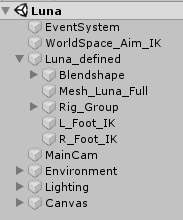 Luna
EventSystem
WorldSpace_Aim_IK
Luna_defined
Blendshape
Mesh_Luna_Full
Rig_Group
L_Foot_IK
R_Foot_IK
MainCam
Environment
Lighting
Canvas